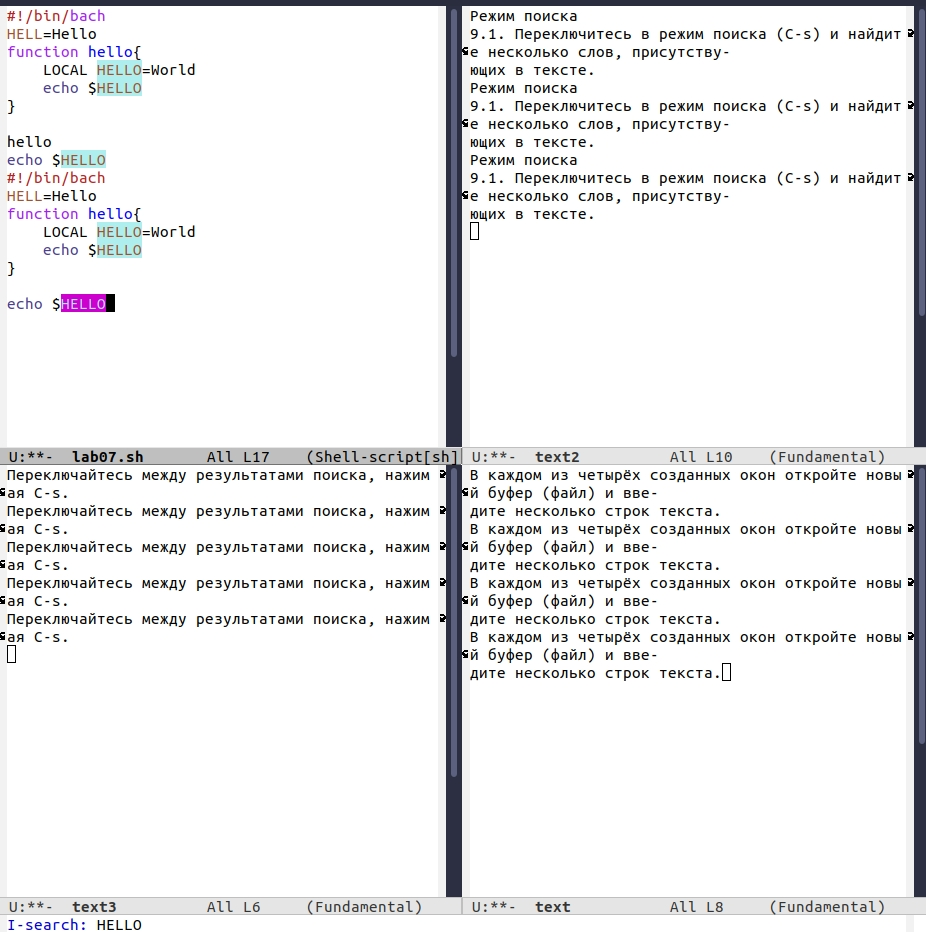 #!/bin/bach
HELL=Hello
function hello{
    LOCAL HELLO=World
    echo $HELLO
}
hello
echo $HELLO
#!/bin/bach
HELL=Hello
function hello{
    LOCAL HELLO=World
    echo $HELLO
}
echo $HELLO
U:**-  lab07.sh       All L17    (Shell-script[sh]
Режим поиска
9.1. Переключитесь в режим поиска (C-s) и найдит
е несколько слов, присутству-
ющих в тексте.
Режим поиска
9.1. Переключитесь в режим поиска (C-s) и найдит
е несколько слов, присутству-
ющих в тексте.
Режим поиска
9.1. Переключитесь в режим поиска (C-s) и найдит
е несколько слов, присутству-
ющих в тексте.
U:**-  text2          All L10    (Fundamental)
Переключайтесь между результатами поиска, нажим
ая C-s.
Переключайтесь между результатами поиска, нажим
ая C-s.
Переключайтесь между результатами поиска, нажим
ая C-s.
Переключайтесь между результатами поиска, нажим
ая C-s.
Переключайтесь между результатами поиска, нажим
ая C-s.
U:**-  text3          All L6     (Fundamental)
В каждом из четырёх созданных окон откройте новы
й буфер (файл) и вве-
дите несколько строк текста.
В каждом из четырёх созданных окон откройте новы
й буфер (файл) и вве-
дите несколько строк текста.
В каждом из четырёх созданных окон откройте новы
й буфер (файл) и вве-
дите несколько строк текста.
В каждом из четырёх созданных окон откройте новы
й буфер (файл) и вве-
дите несколько строк текста.
U:**-  text           All L8     (Fundamental)
I-search: HELLO